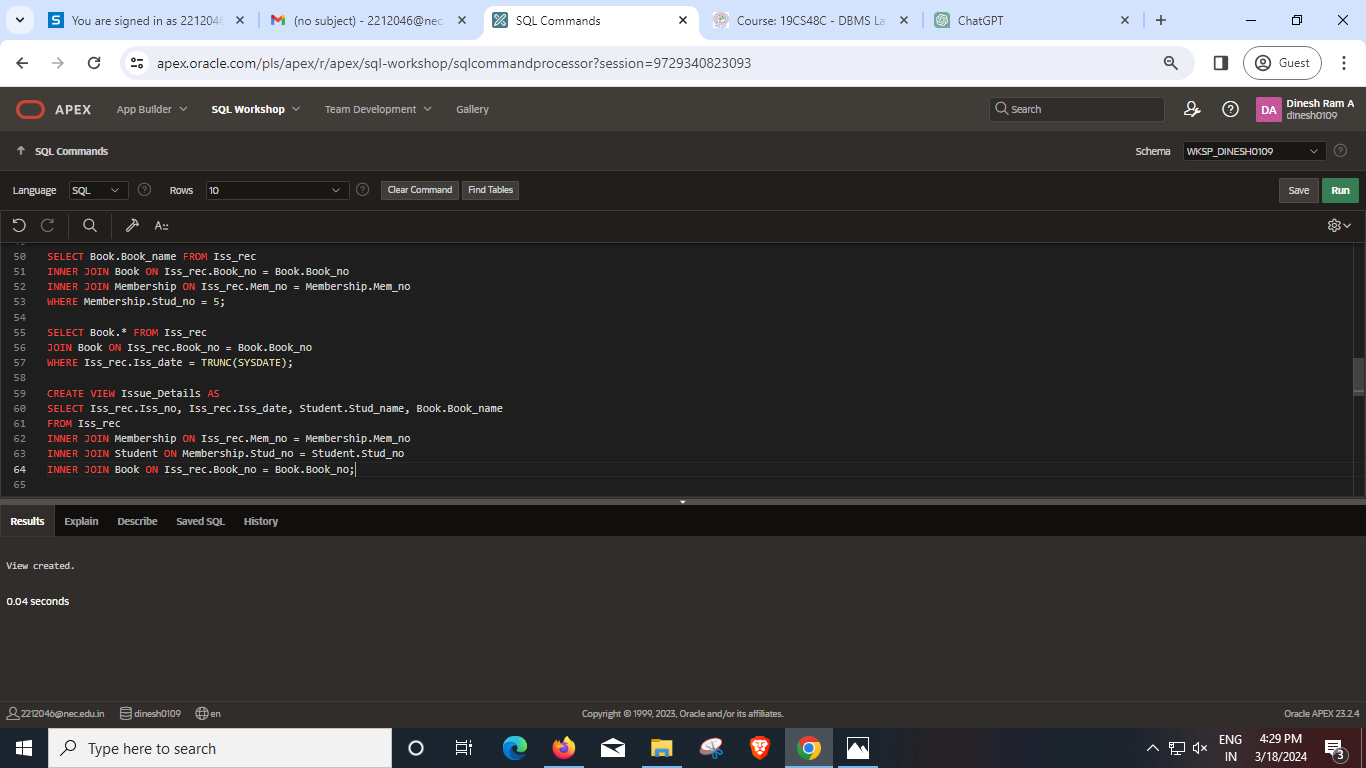 You are signed in as 221204
(no subject) - 2212046@nec.
SQL Commands
Course: 19CS48C - DBMS La
ChatGPT
apex.oracle.com/pls/apex/r/apex/sql-workshop/sqlcommandprocessor?session=9729340823093
Guest
APEX
App Builder
SQL Workshop
Team Development
Gallery
Search
DA
Dinesh Ram A
dinesh0109
SQL Commands
Schema
WKSP_DINESH0109
Language
SQL
Rows
10
Clear Command
Find Tables
Save
Run
50 SELECT Book.Book_name FROM Iss_rec
51 INNER JOIN Book ON Iss_rec.Book_no = Book.Book_no
52 INNER JOIN Membership ON Iss_rec.Mem_no = Membership.Mem_no
53 WHERE Membership.Stud_no = 5;
54
55 SELECT Book.* FROM Iss_rec
56 JOIN Book ON Iss_rec.Book_no = Book.Book_no
57 WHERE Iss_rec.Iss_date = TRUNC(SYSDATE);
58
59 CREATE VIEW Issue_Details AS
60 SELECT Iss_rec.Iss_no, Iss_rec.Iss_date, Student.Stud_name, Book.Book_name
61 FROM Iss_rec
62 INNER JOIN Membership ON Iss_rec.Mem_no = Membership.Mem_no
63 INNER JOIN Student ON Membership.Stud_no = Student.Stud_no
64 INNER JOIN Book ON Iss_rec.Book_no = Book.Book_no;
65
Results
Explain
Describe
Saved SQL
History
View created.
0.04 seconds
2212046@nec.edu.in
dinesh0109
en
Copyright © 1999, 2023, Oracle and/or its affiliates.
Oracle APEX 23.2.4
Type here to search
ENG
IN
4:29 PM
3/18/2024
3